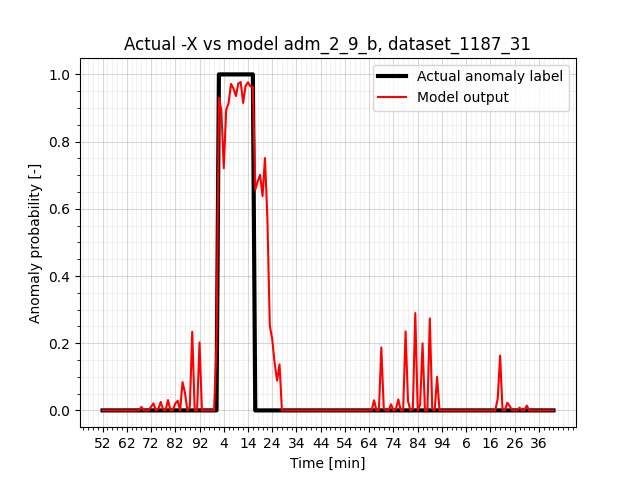 Actual -X vs model adm_2_9_b, dataset_1187_31
Actual anomaly label
Model output
Anomaly probability [-]
1.0
0.8
0.6
0.4
0.2
0.0
52 62 72 82 92 4 14 24 34 44 54 64 74 84 94 6 16 26 36
Time [min]